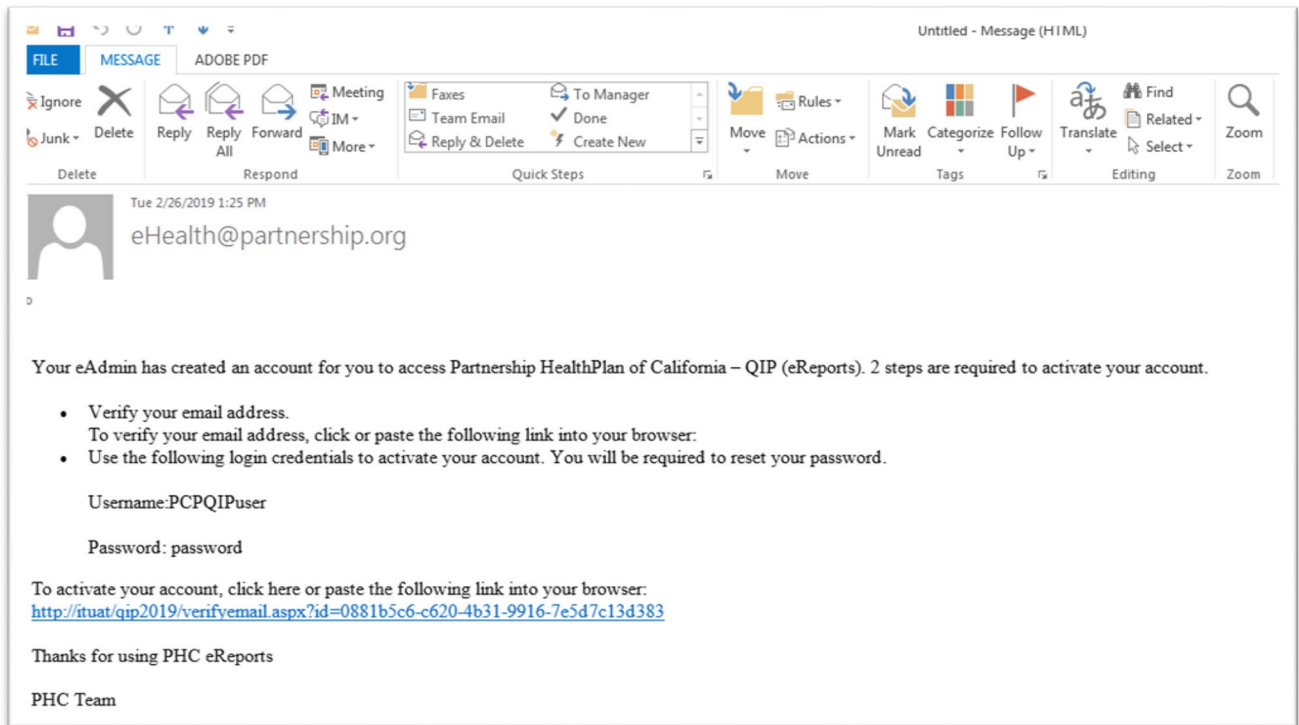 Untitled - Message (HTML)
FILE MESSAGE ADOBE PDF
Ignore
Junk
Delete
Reply
Reply All
Forward
Meeting
IM
More
Faxes
Team Email
Reply & Delete
To Manager
Done
Create New
Move
Rules
Actions
Mark Unread
Categorize
Follow Up
Translate
Find
Related
Select
Zoom
Delete Respond Quick Steps Move Tags Editing Zoom
Tue 2/26/2019 1:25 PM
eHealth@partnership.org
Your eAdmin has created an account for you to access Partnership HealthPlan of California – QIP (eReports). 2 steps are required to activate your account.
• Verify your email address.
To verify your email address, click or paste the following link into your browser:
• Use the following login credentials to activate your account. You will be required to reset your password.
Username:PCPQIPuser
Password: password
To activate your account, click here or paste the following link into your browser:
http://ituat/qip2019/verifyemail.aspx?id=0881b5c6-c620-4b31-9916-7e5d7c13d383
Thanks for using PHC eReports
PHC Team